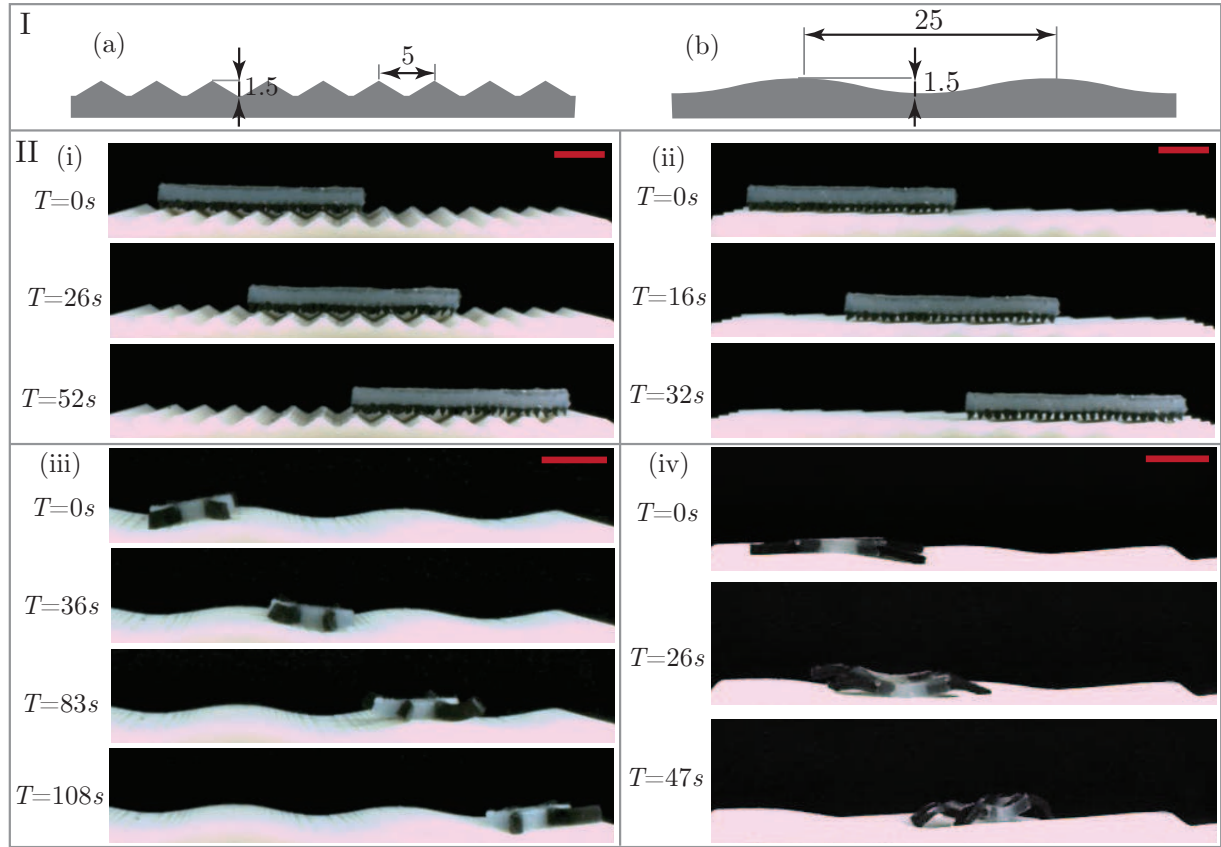 I
(a)
5
1.5
(b)
25
1.5
II
(i)
T=0s
T=26s
T=52s
(ii)
T=0s
T=16s
T=32s
(iii)
T=0s
T=36s
T=83s
T=108s
(iv)
T=0s
T=26s
T=47s